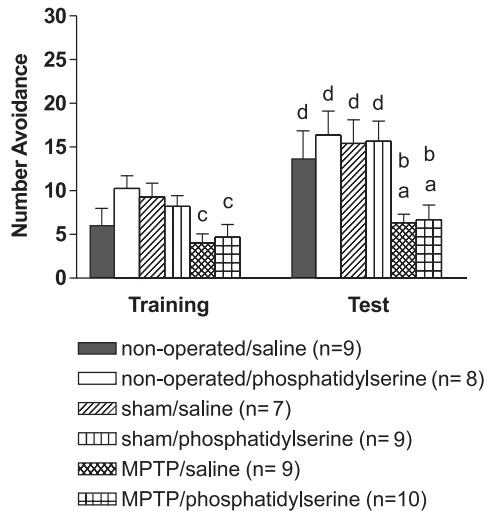 30
25
20
15
10
5
0
Number Avoidance
d d d d
b b
c c a a
Training Test
non-operated/saline (n=9)
non-operated/phosphatidylserine (n= 8)
sham/saline (n= 7)
sham/phosphatidylserine (n= 9)
MPTP/saline (n= 9)
MPTP/phosphatidylserine (n=10)